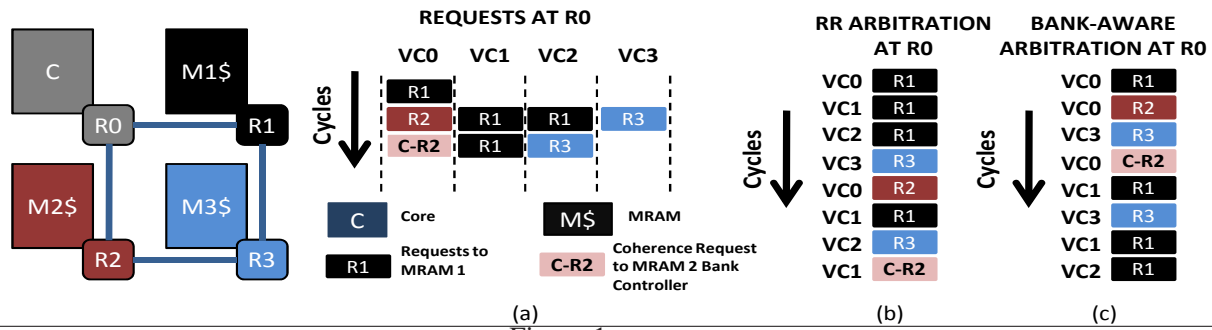 C
M1$
R0
R1
M2$
M3$
R2
R3
REQUESTS AT R0
VC0 VC1 VC2 VC3
Cycles
R1
R2 R1 R1 R3
C-R2 R1 R3
C Core
M$ MRAM
R1 Requests to
MRAM 1
C-R2 Coherence Request
to MRAM 2 Bank
Controller
(a)
RR ARBITRATION
AT R0
Cycles
VC0 R1
VC1 R1
VC2 R1
VC3 R3
VC0 R2
VC1 R1
VC2 R3
VC1 C-R2
(b)
BANK-AWARE
ARBITRATION AT R0
Cycles
VC0 R1
VC0 R2
VC3 R3
VC0 C-R2
VC1 R1
VC3 R3
VC1 R1
VC2 R1
(c)